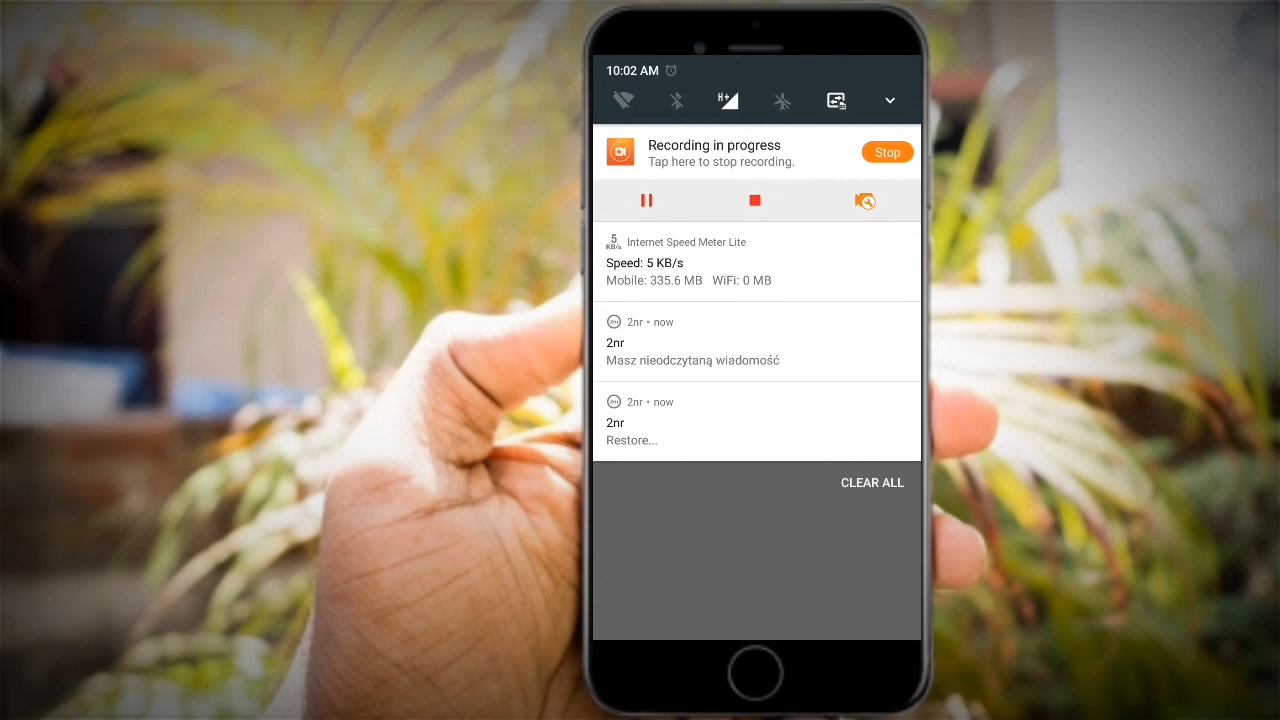 10:02 AM
H+
Recording in progress
Tap here to stop recording.
Stop
5
KB/s
Internet Speed Meter Lite
Speed: 5 KB/s
Mobile: 335.6 MB WiFi: 0 MB
2nr • now
2nr
Masz nieodczytaną wiadomość
2nr • now
2nr
Restore...
CLEAR ALL